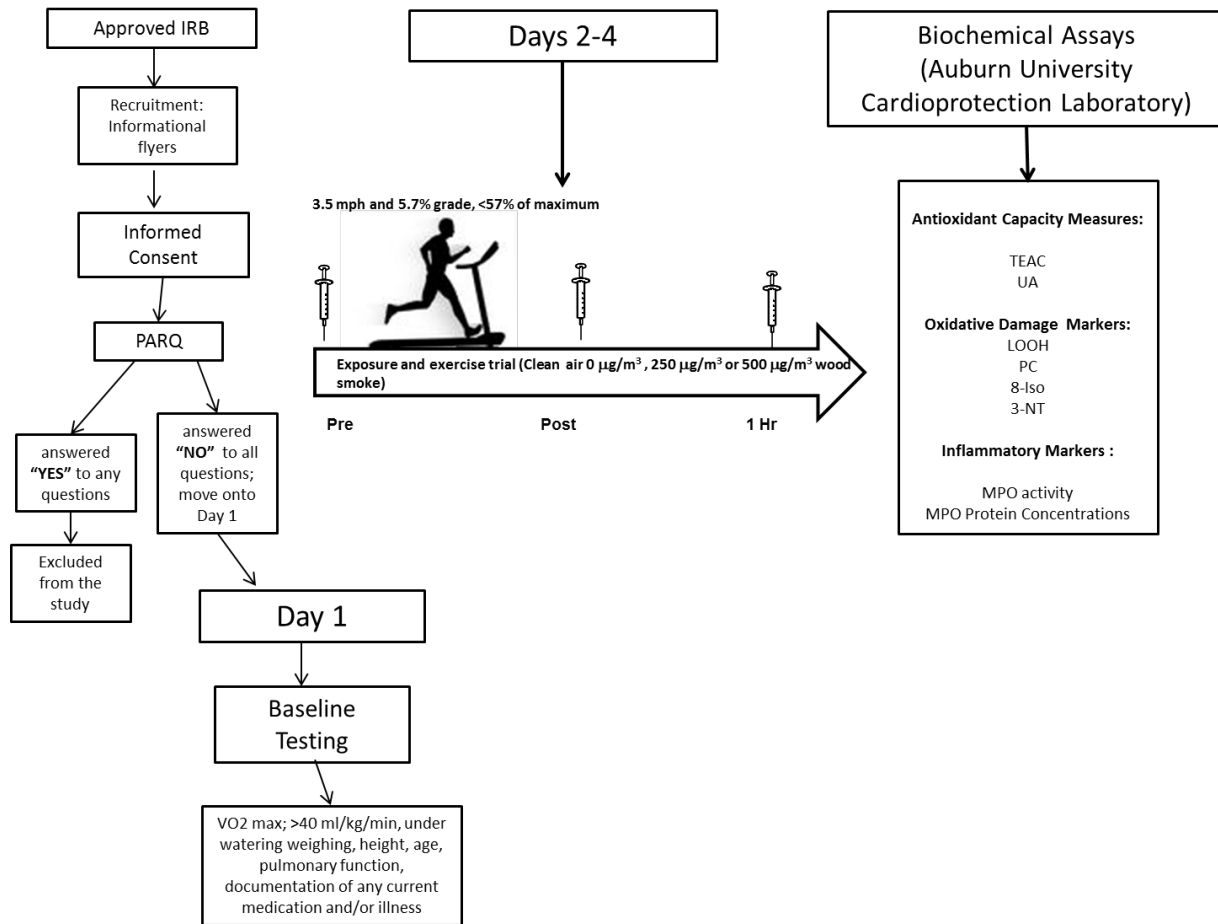 Approved IRB
Recruitment:
Informational
flyers
Informed
Consent
PARQ
answered
“YES” to any
questions
Excluded
from the
study
answered
“NO” to all
questions;
move onto
Day 1
Day 1
Baseline
Testing
VO2 max; >40 ml/kg/min, under
watering weighing, height, age,
pulmonary function,
documentation of any current
medication and/or illness
Days 2-4
3.5 mph and 5.7% grade, <57% of maximum
Exposure and exercise trial (Clean air 0 µg/m³ , 250 µg/m³ or 500 µg/m³ wood
smoke)
Pre
Post
1 Hr
Biochemical Assays
(Auburn University
Cardioprotection Laboratory)
Antioxidant Capacity Measures:
TEAC
UA
Oxidative Damage Markers:
LOOH
PC
8-Iso
3-NT
Inflammatory Markers :
MPO activity
MPO Protein Concentrations